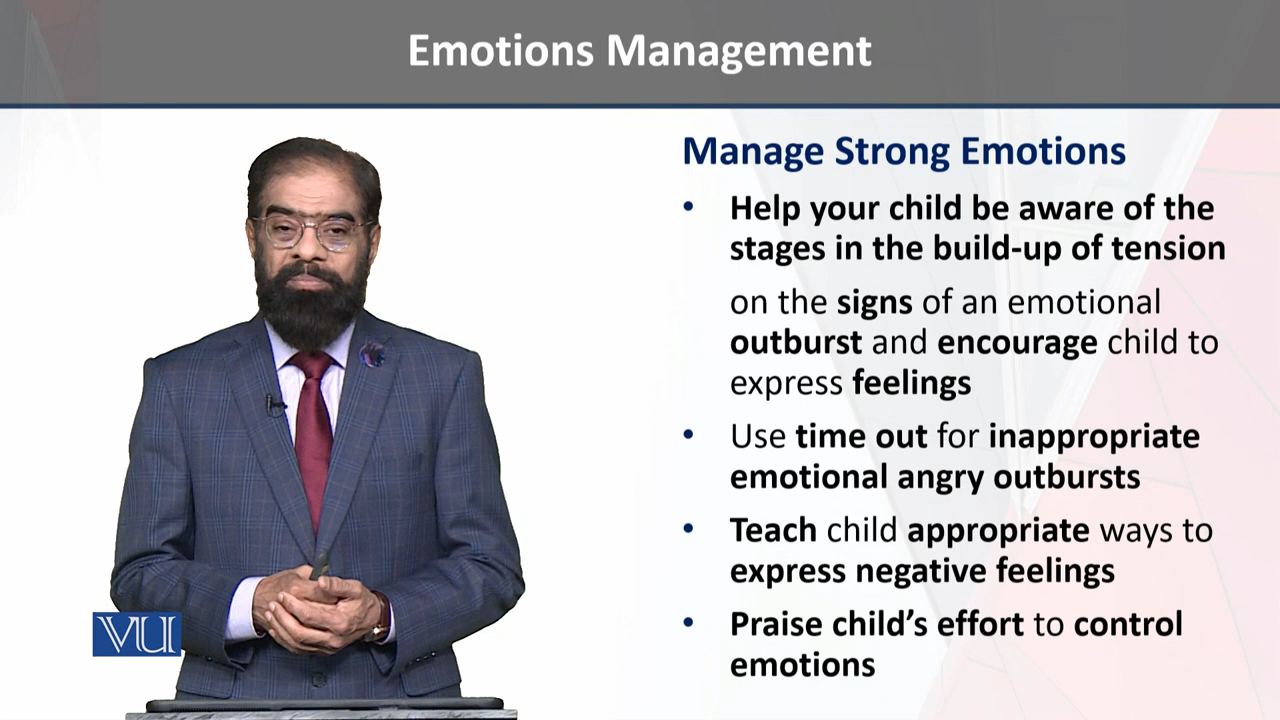 Emotions Management
Manage Strong Emotions
• Help your child be aware of the
stages in the build-up of tension
on the signs of an emotional
outburst and encourage child to
express feelings
• Use time out for inappropriate
emotional angry outbursts
• Teach child appropriate ways to
express negative feelings
• Praise child’s effort to control
emotions
VU